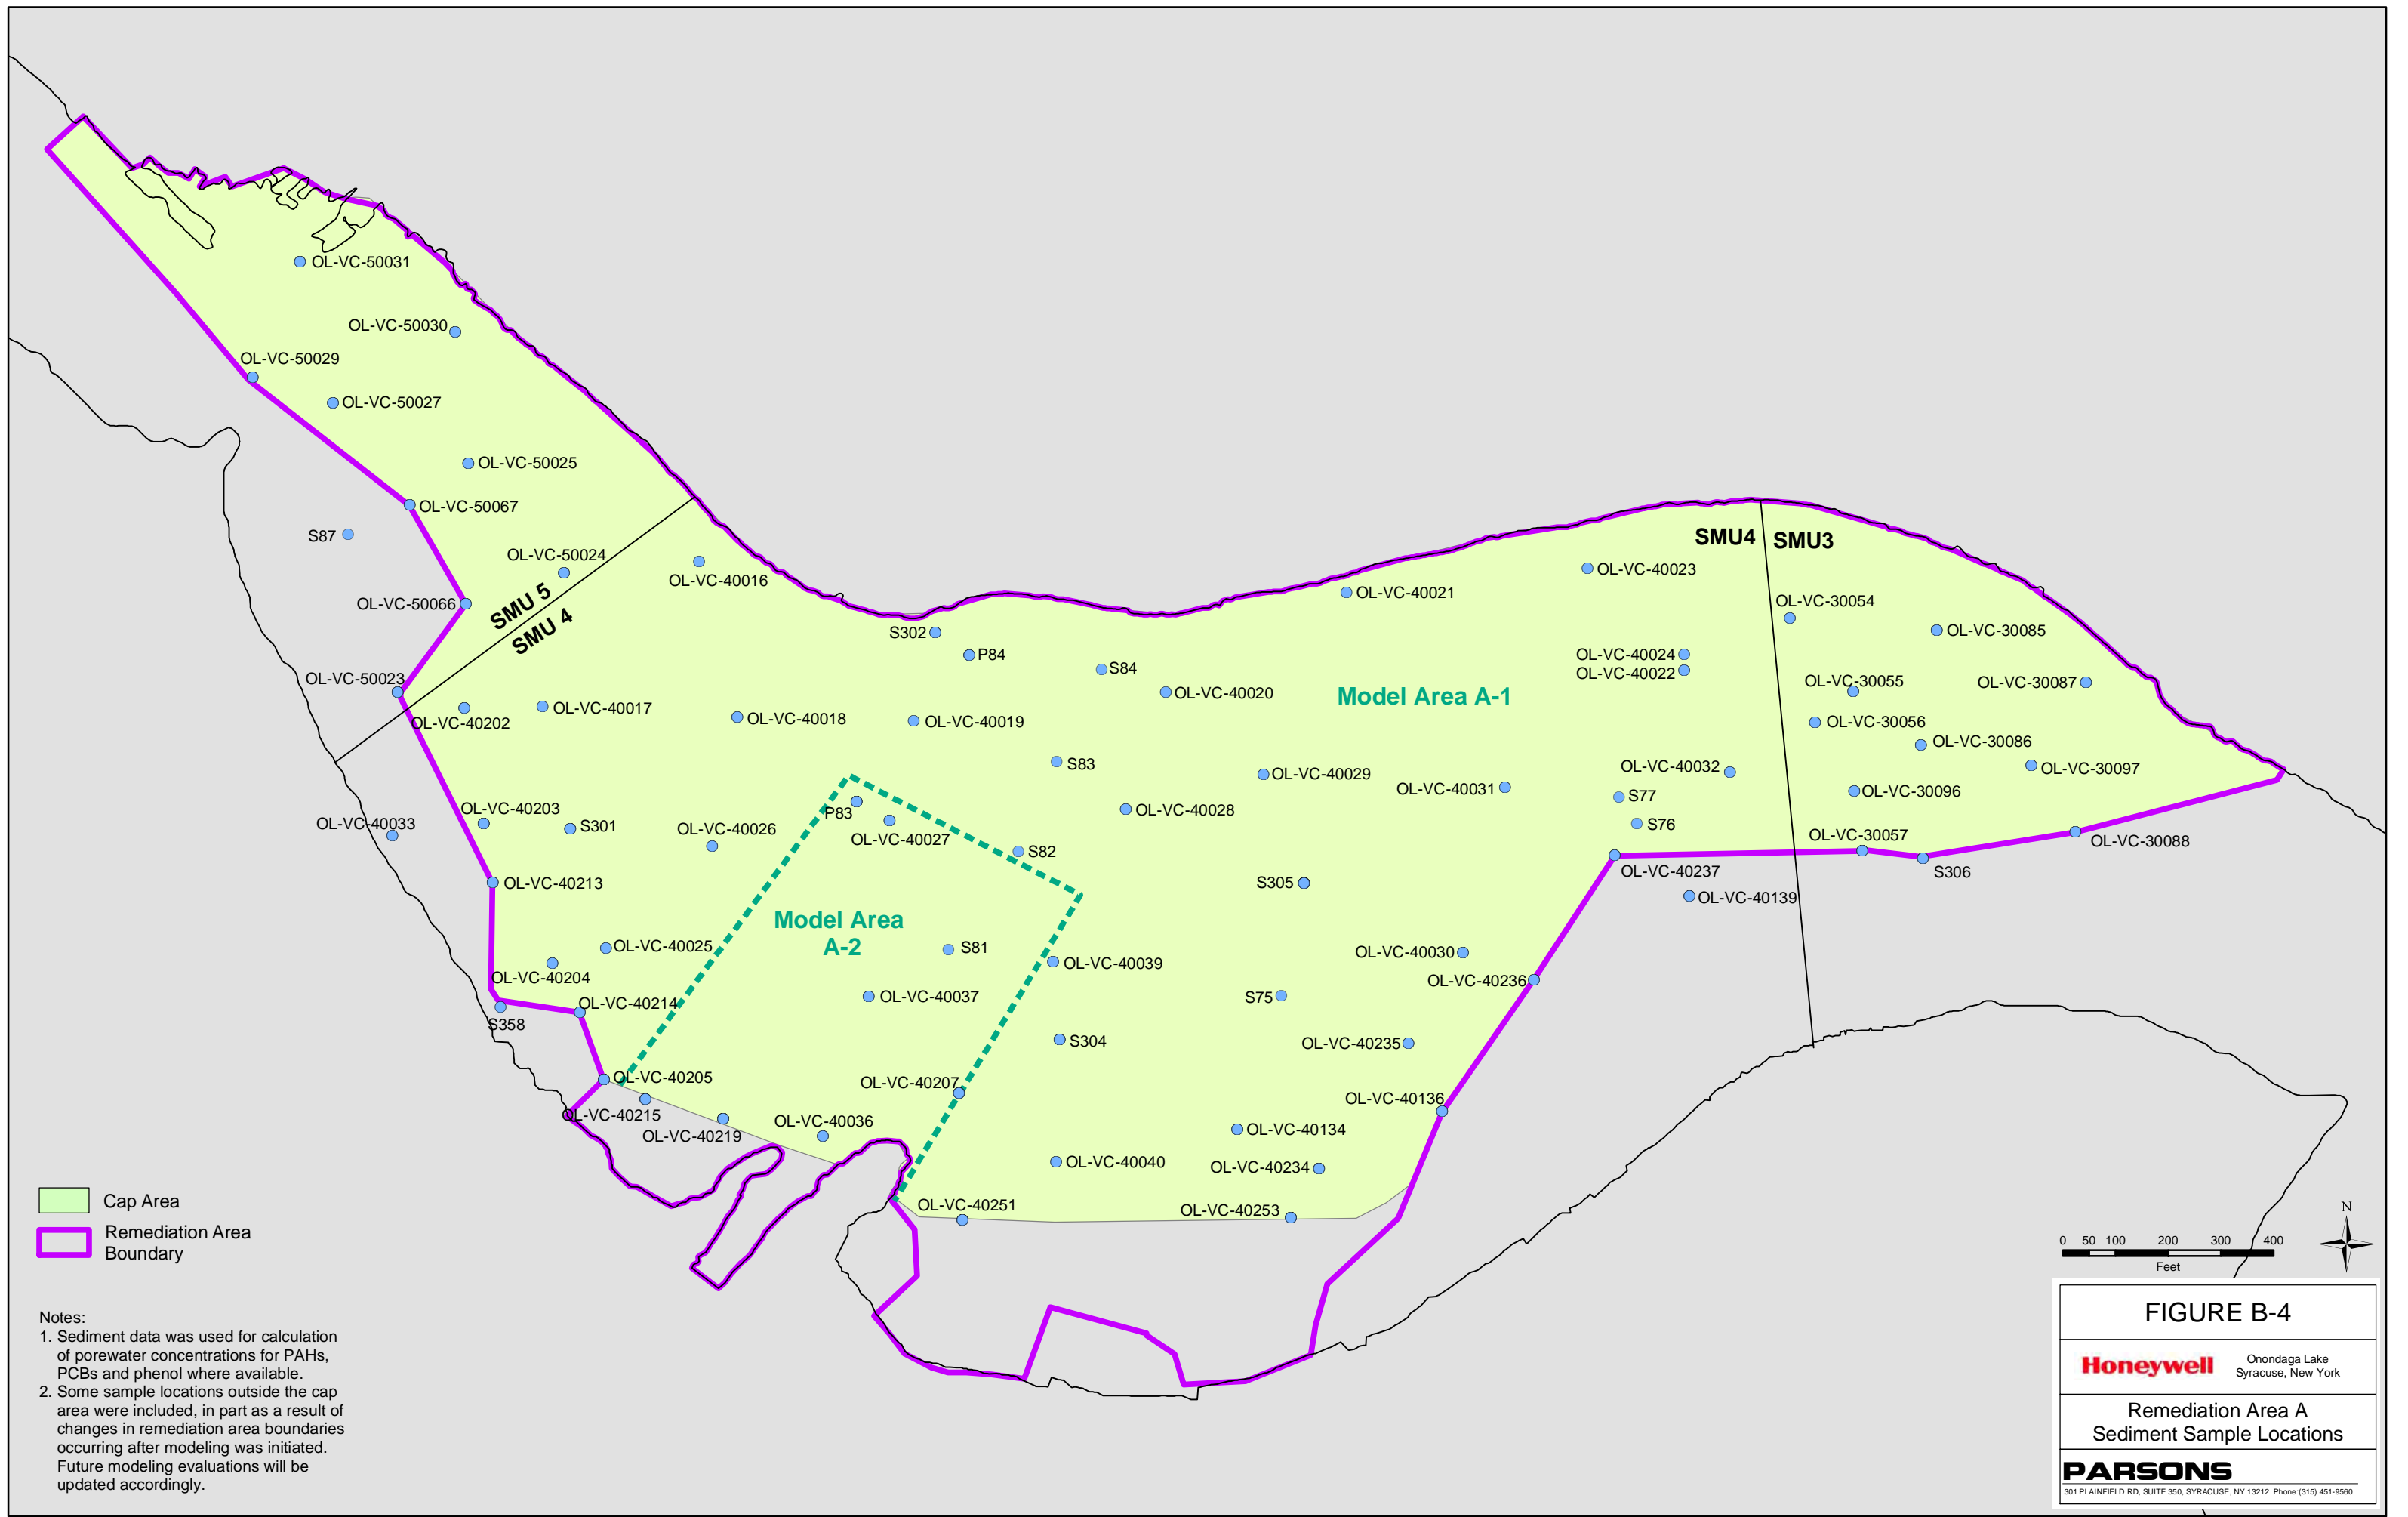 OL-VC-50031
OL-VC-50030
OL-VC-50029
OL-VC-50027
OL-VC-50025
OL-VC-50067
S87
OL-VC-50024
OL-VC-40016
OL-VC-50066
SMU 5
SMU 4
SMU4
SMU3
OL-VC-40023
OL-VC-40021
OL-VC-30054
S302
OL-VC-30085
P84
OL-VC-40024
S84
OL-VC-40022
OL-VC-50023
OL-VC-30055
OL-VC-30087
OL-VC-40020
Model Area A-1
OL-VC-40202
OL-VC-40017
OL-VC-40018
OL-VC-40019
OL-VC-30056
OL-VC-30086
S83
OL-VC-40032
OL-VC-30097
OL-VC-40029
OL-VC-40031
OL-VC-30096
S77
OL-VC-40203
OL-VC-40028
P83
OL-VC-40033
S301
OL-VC-40026
S76
OL-VC-40027
OL-VC-30057
OL-VC-30088
S82
OL-VC-40237
S306
OL-VC-40213
S305
OL-VC-40139
Model Area
A-2
OL-VC-40025
S81
OL-VC-40030
OL-VC-40039
OL-VC-40204
OL-VC-40236
OL-VC-40037
S75
OL-VC-40214
S358
S304
OL-VC-40235
OL-VC-40205
OL-VC-40207
OL-VC-40136
OL-VC-40215
OL-VC-40219
OL-VC-40036
OL-VC-40134
OL-VC-40040
OL-VC-40234
OL-VC-40251
OL-VC-40253
Cap Area
Remediation Area
Boundary
Notes:
1. Sediment data was used for calculation
of porewater concentrations for PAHs,
PCBs and phenol where available.
2. Some sample locations outside the cap
area were included, in part as a result of
changes in remediation area boundaries
occurring after modeling was initiated.
Future modeling evaluations will be
updated accordingly.
N
0 50 100 200 300 400
Feet
FIGURE B-4
Honeywell
Onondaga Lake
Syracuse, New York
Remediation Area A
Sediment Sample Locations
PARSONS
301 PLAINFIELD RD, SUITE 350, SYRACUSE, NY 13212 Phone:(315) 451-9560